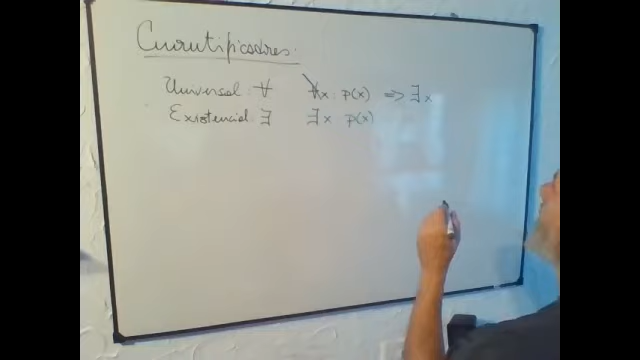 Cuantificadores:
Universal: ∀ ∀x p(x) => ∃x
Existencial: ∃ ∃x p(x)